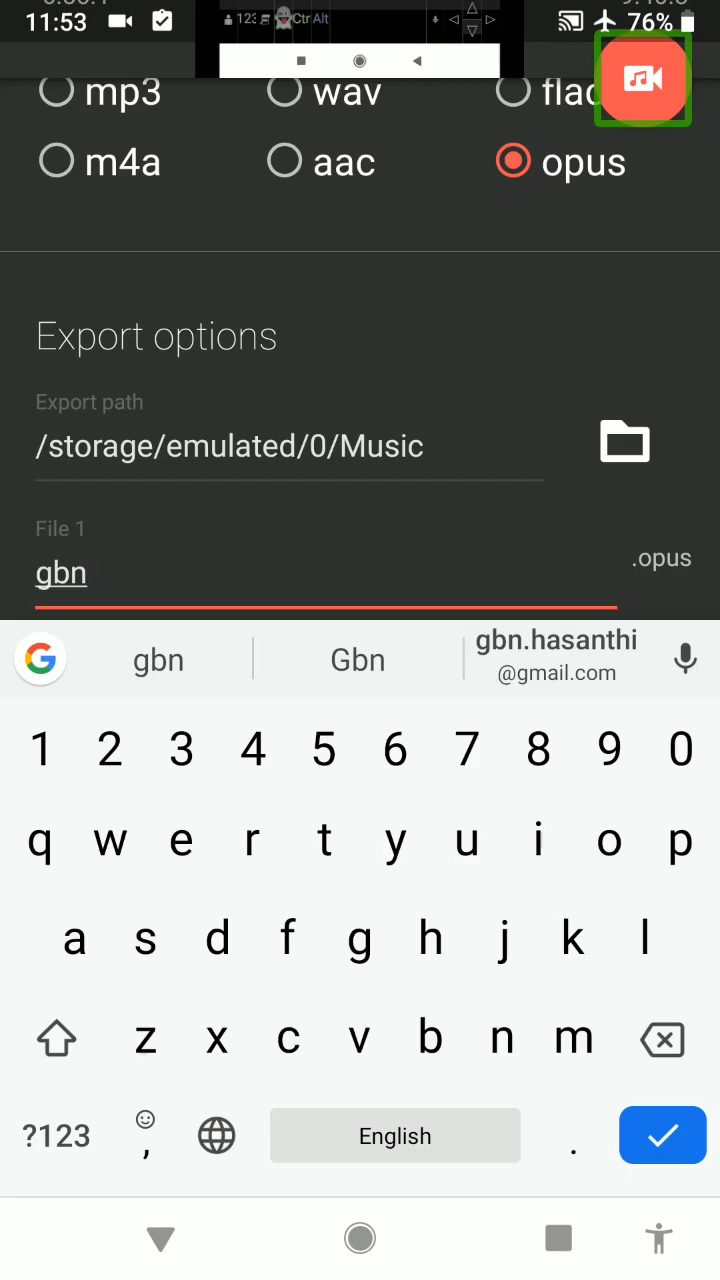 11:53
76%
Ctrl Alt
mp3 wav flac
m4a aac opus
Export options
Export path
/storage/emulated/0/Music
File 1
gbn
.opus
gbn Gbn gbn.hasanthi
@gmail.com
1 2 3 4 5 6 7 8 9 0
q w e r t y u i o p
a s d f g h j k l
z x c v b n m
?123 , English .